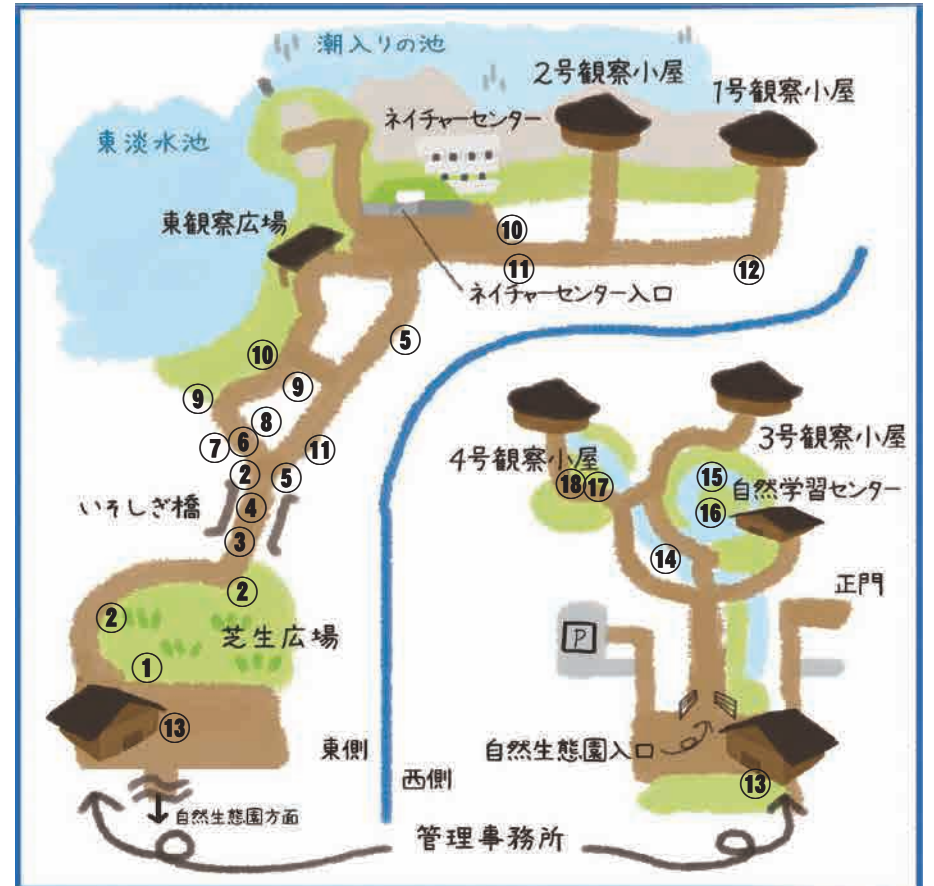 潮入りの池
2号観察小屋
1号観察小屋
ネイチャーセンター
東淡水池
東観察広場
⑩
⑪
⑫
ネイチャーセンター入口
⑤
⑩
⑨
⑨
⑧
⑦
⑥
⑪
②
⑤
いそしぎ橋
④
③
②
②
芝生広場
①
⑬
東側
自然生態園方面
西側
3号観察小屋
4号観察小屋
⑱
⑰
⑮
自然学習センター
⑯
⑭
正門
P
自然生態園入口
⑬
管理事務所